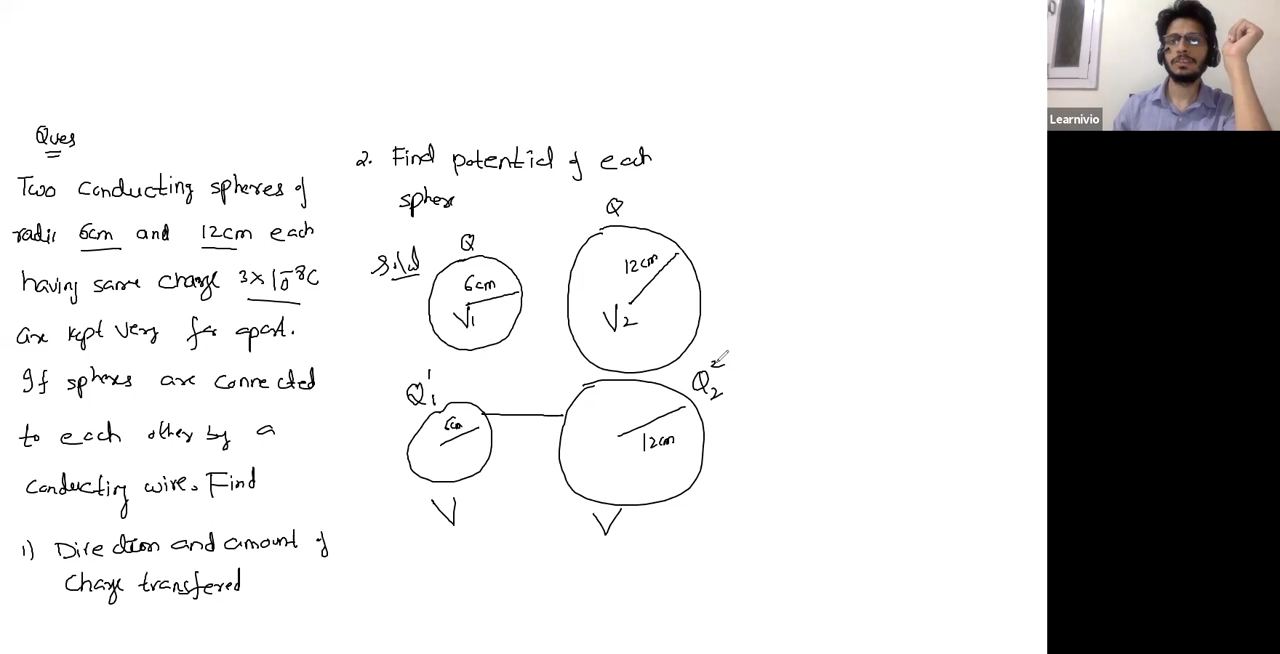 Ques
Two conducting spheres of
radii 6cm and 12cm each
having same charge 3×10⁻⁸C
are kept very far apart.
If spheres are connected
to each other by a
conducting wire. Find
1) Direction and amount of
charge transferred
2. Find potential of each
sphere
Sol
Q
6cm
V₁
Q
12cm
V₂
Q₁'
6cm
V
Q₂
12cm
V
Learnivio